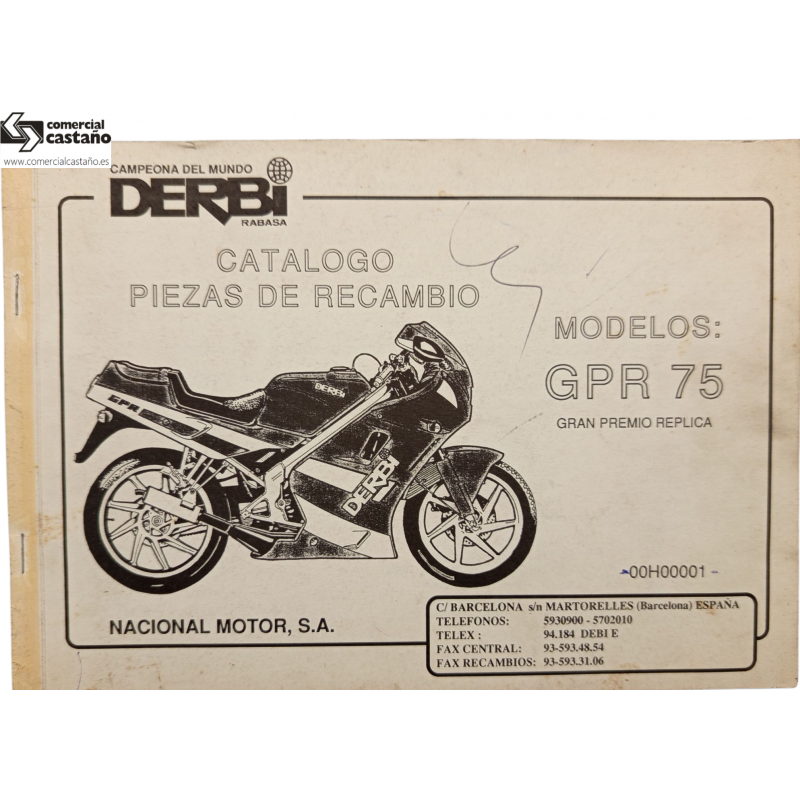 comercial
castaño
www.comercialcastaño.es
CAMPEONA DEL MUNDO
DERBi
RABASA
CATALOGO
PIEZAS DE RECAMBIO
MODELOS:
GPR 75
GRAN PREMIO REPLICA
GPR
DERBi
DERBi
-00H00001-
NACIONAL MOTOR, S.A.
C/ BARCELONA s/n MARTORELLES (Barcelona) ESPAÑA
TELEFONOS: 5930900 - 5702010
TELEX : 94.184 DEBI E
FAX CENTRAL: 93-593.48.54
FAX RECAMBIOS: 93-593.31.06